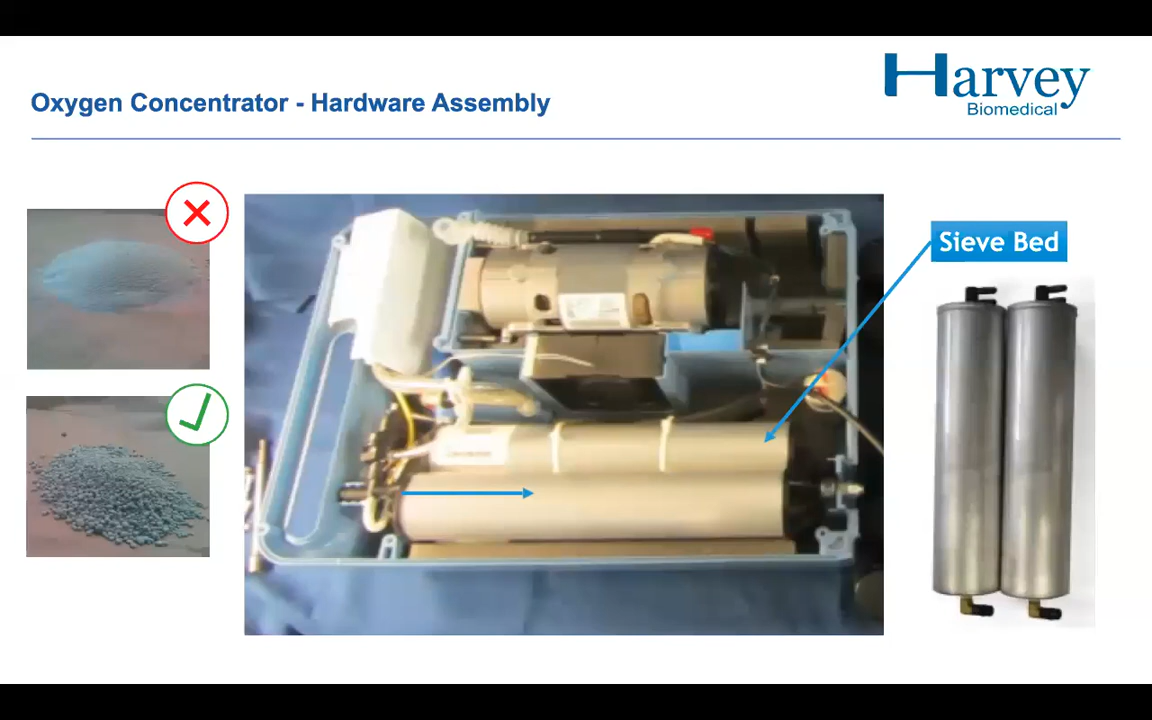 Harvey
Biomedical
Oxygen Concentrator - Hardware Assembly
Sieve Bed